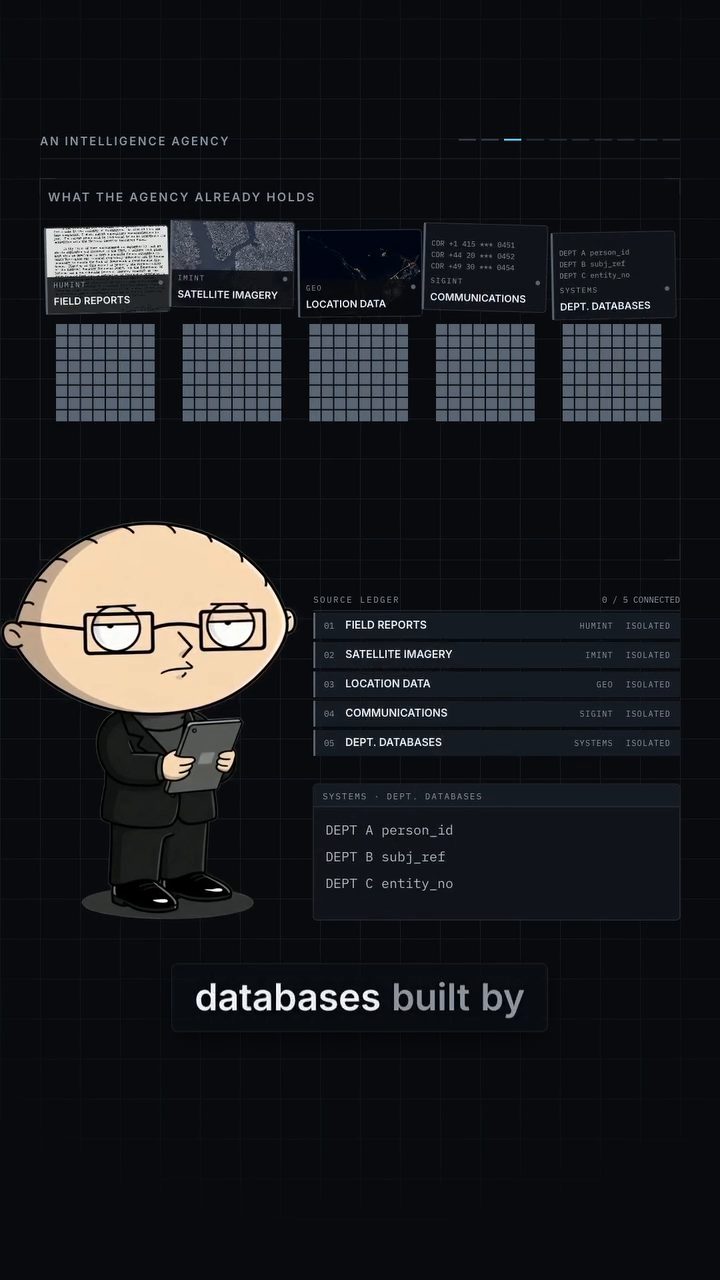 AN INTELLIGENCE AGENCY
WHAT THE AGENCY ALREADY HOLDS
HUMINT
FIELD REPORTS
IMINT
SATELLITE IMAGERY
GEO
LOCATION DATA
CDR +1 415 *** 0451
CDR +44 20 *** 0452
CDR +49 30 *** 0454
SIGINT
COMMUNICATIONS
DEPT A person_id
DEPT B subj_ref
DEPT C entity_no
SYSTEMS
DEPT. DATABASES
SOURCE LEDGER 0 / 5 CONNECTED
01 FIELD REPORTS HUMINT ISOLATED
02 SATELLITE IMAGERY IMINT ISOLATED
03 LOCATION DATA GEO ISOLATED
04 COMMUNICATIONS SIGINT ISOLATED
05 DEPT. DATABASES SYSTEMS ISOLATED
SYSTEMS · DEPT. DATABASES
DEPT A person_id
DEPT B subj_ref
DEPT C entity_no
databases built by